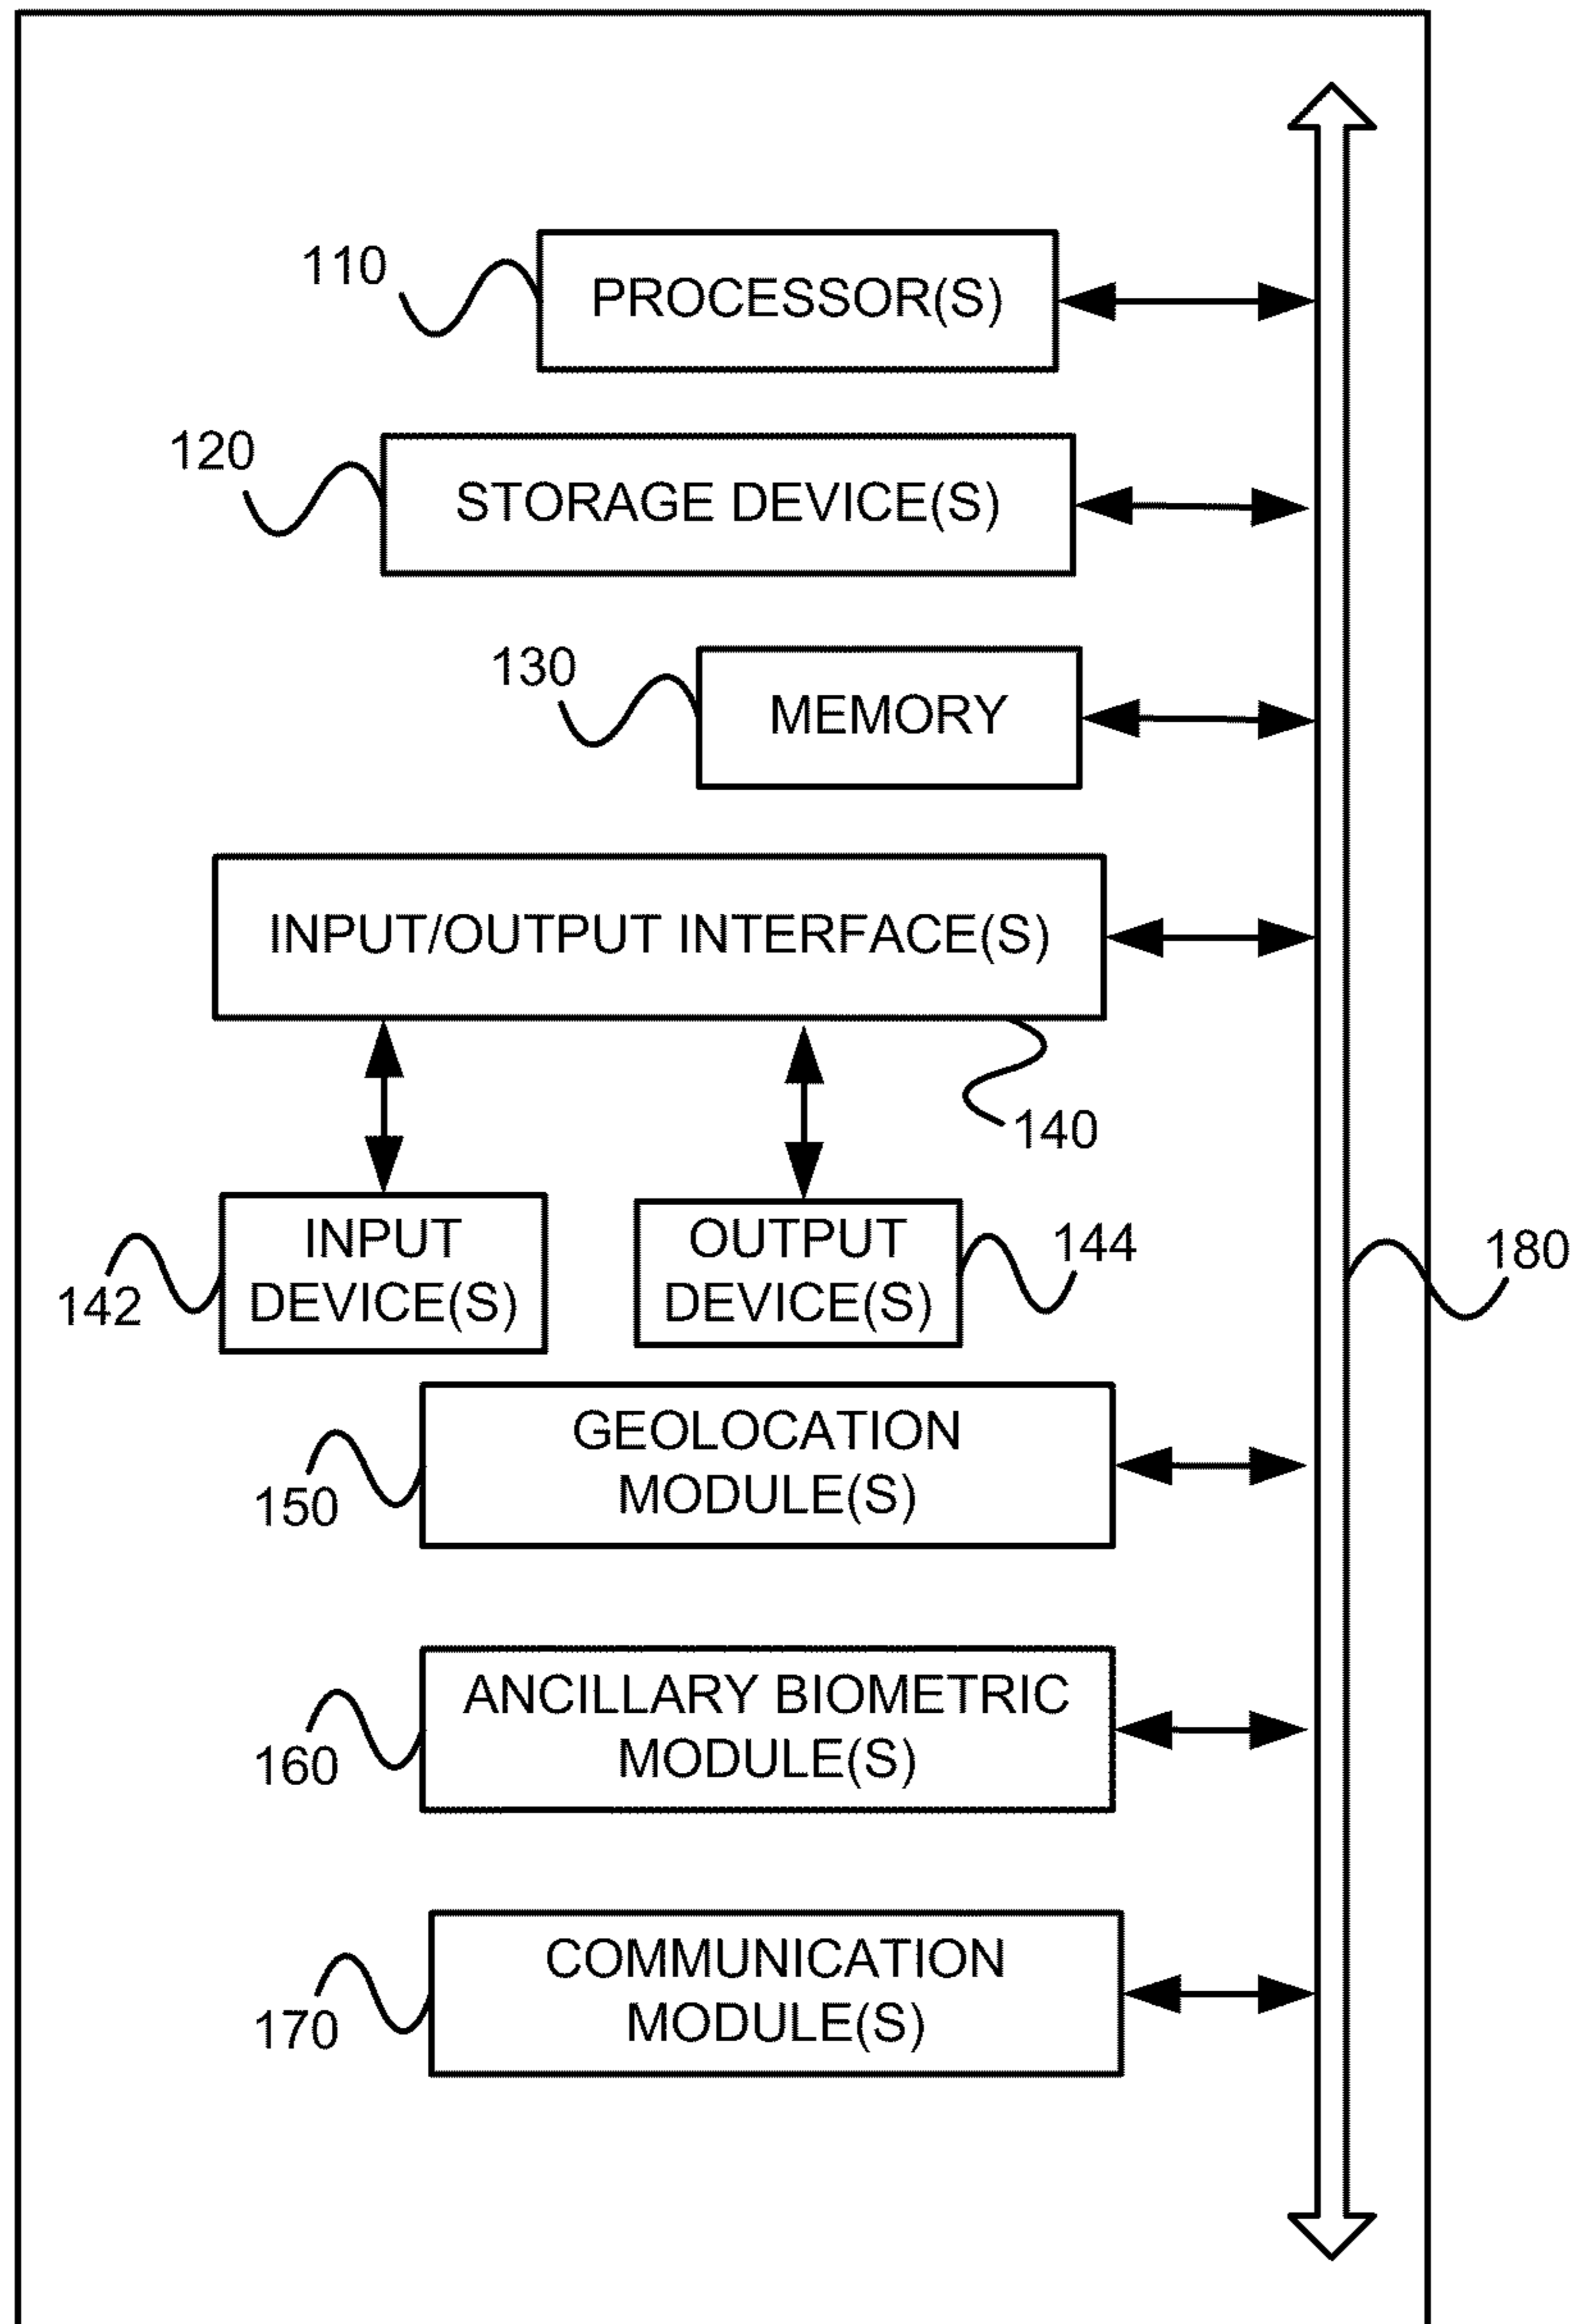 110
PROCESSOR(S)
120
STORAGE DEVICE(S)
130
MEMORY
INPUT/OUTPUT INTERFACE(S)
140
INPUT
DEVICE(S)
142
OUTPUT
DEVICE(S)
144
180
GEOLOCATION
MODULE(S)
150
ANCILLARY BIOMETRIC
MODULE(S)
160
COMMUNICATION
MODULE(S)
170